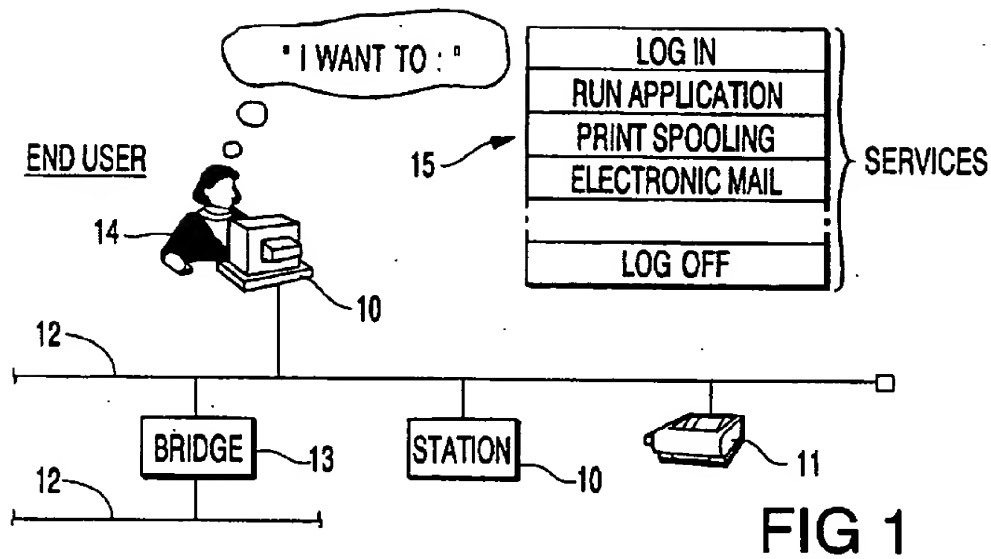 " I WANT TO : "
LOG IN
RUN APPLICATION
PRINT SPOOLING
ELECTRONIC MAIL
LOG OFF
15
SERVICES
END USER
14
10
12
BRIDGE
13
STATION
10
11
12
FIG 1